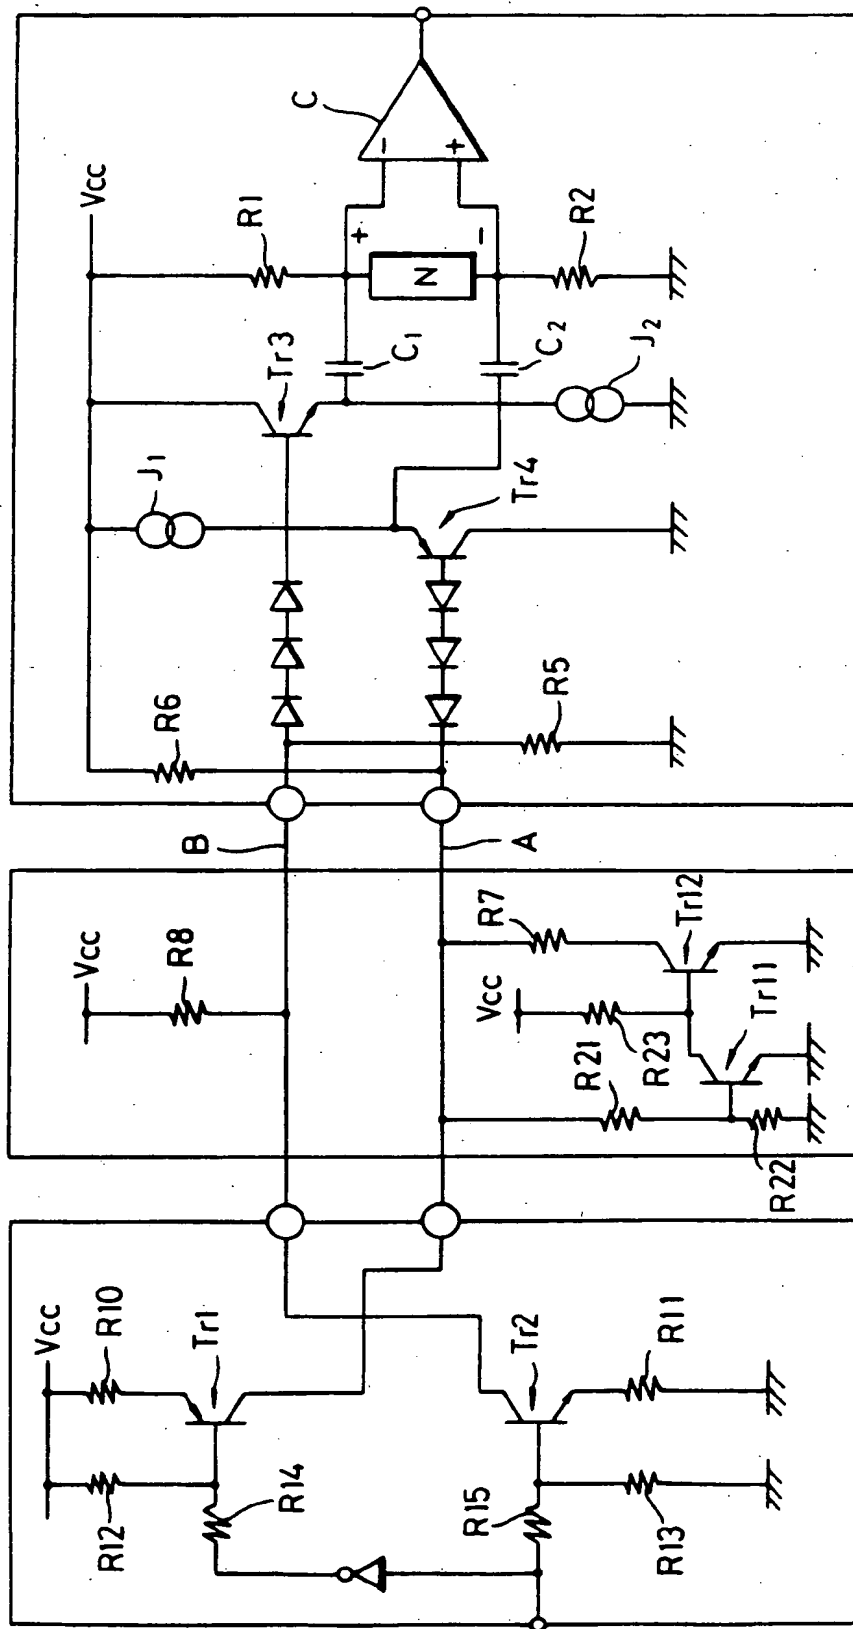 C
−
+
Vcc
R1
+
N
−
R2
Tr3
C1
C2
J2
J1
Tr4
R6
R5
B
A
Vcc
R8
R7
Tr12
Vcc
R23
Tr11
R21
R22
Vcc
R10
Tr1
R11
Tr2
R12
R14
R15
R13